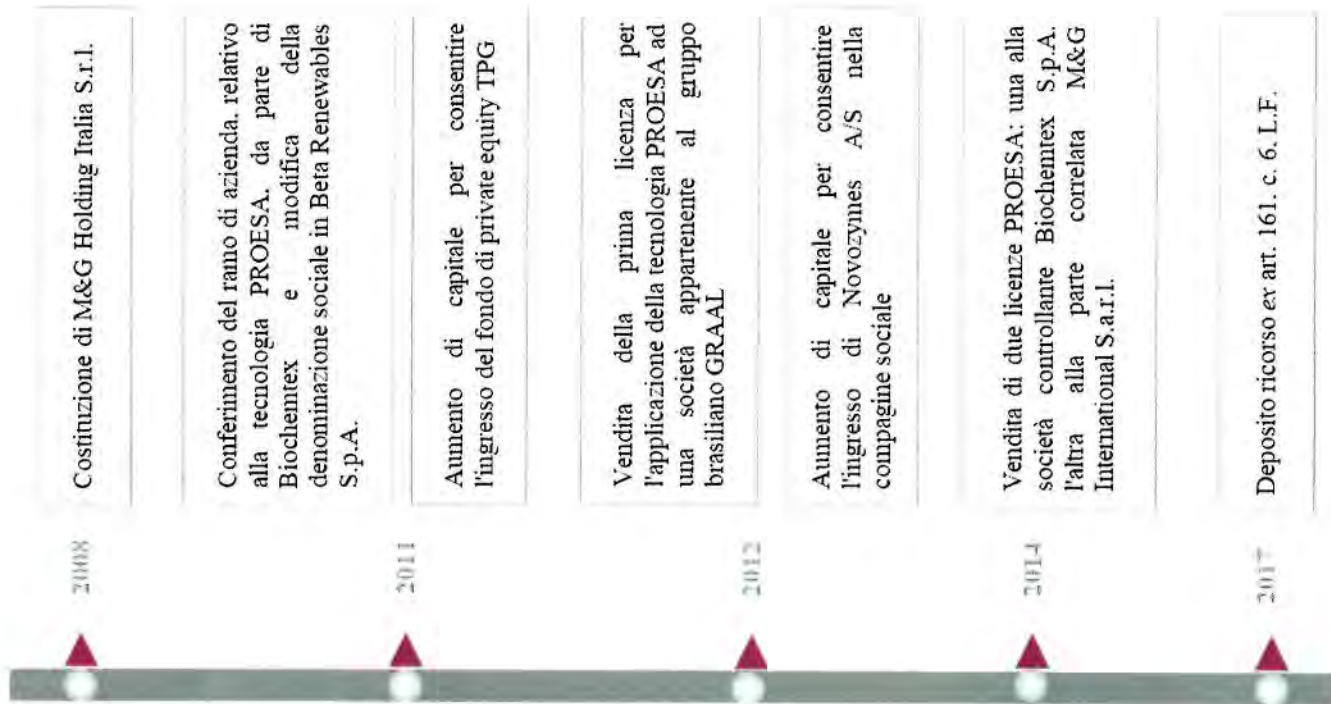 2008
Costituzione di M&G Holding Italia S.r.l.
2011
Conferimento del ramo di azienda, relativo
alla tecnologia PROESA, da parte di
Biochemtex e modifica della
denominazione sociale in Beta Renewables
S.p.A.
Aumento di capitale per consentire
l'ingresso del fondo di private equity TPG
2012
Vendita della prima licenza per
l'applicazione della tecnologia PROESA ad
una società appartenente al gruppo
brasiliano GRAAL
Aumento di capitale per consentire
l'ingresso di Novozymes A/S nella
compagine sociale
2014
Vendita di due licenze PROESA: una alla
società controllante Biochemtex S.p.A.
l'altra alla parte correlata M&G
International S.a.r.l.
2017
Deposito ricorso ex art. 161. c. 6. L.F.